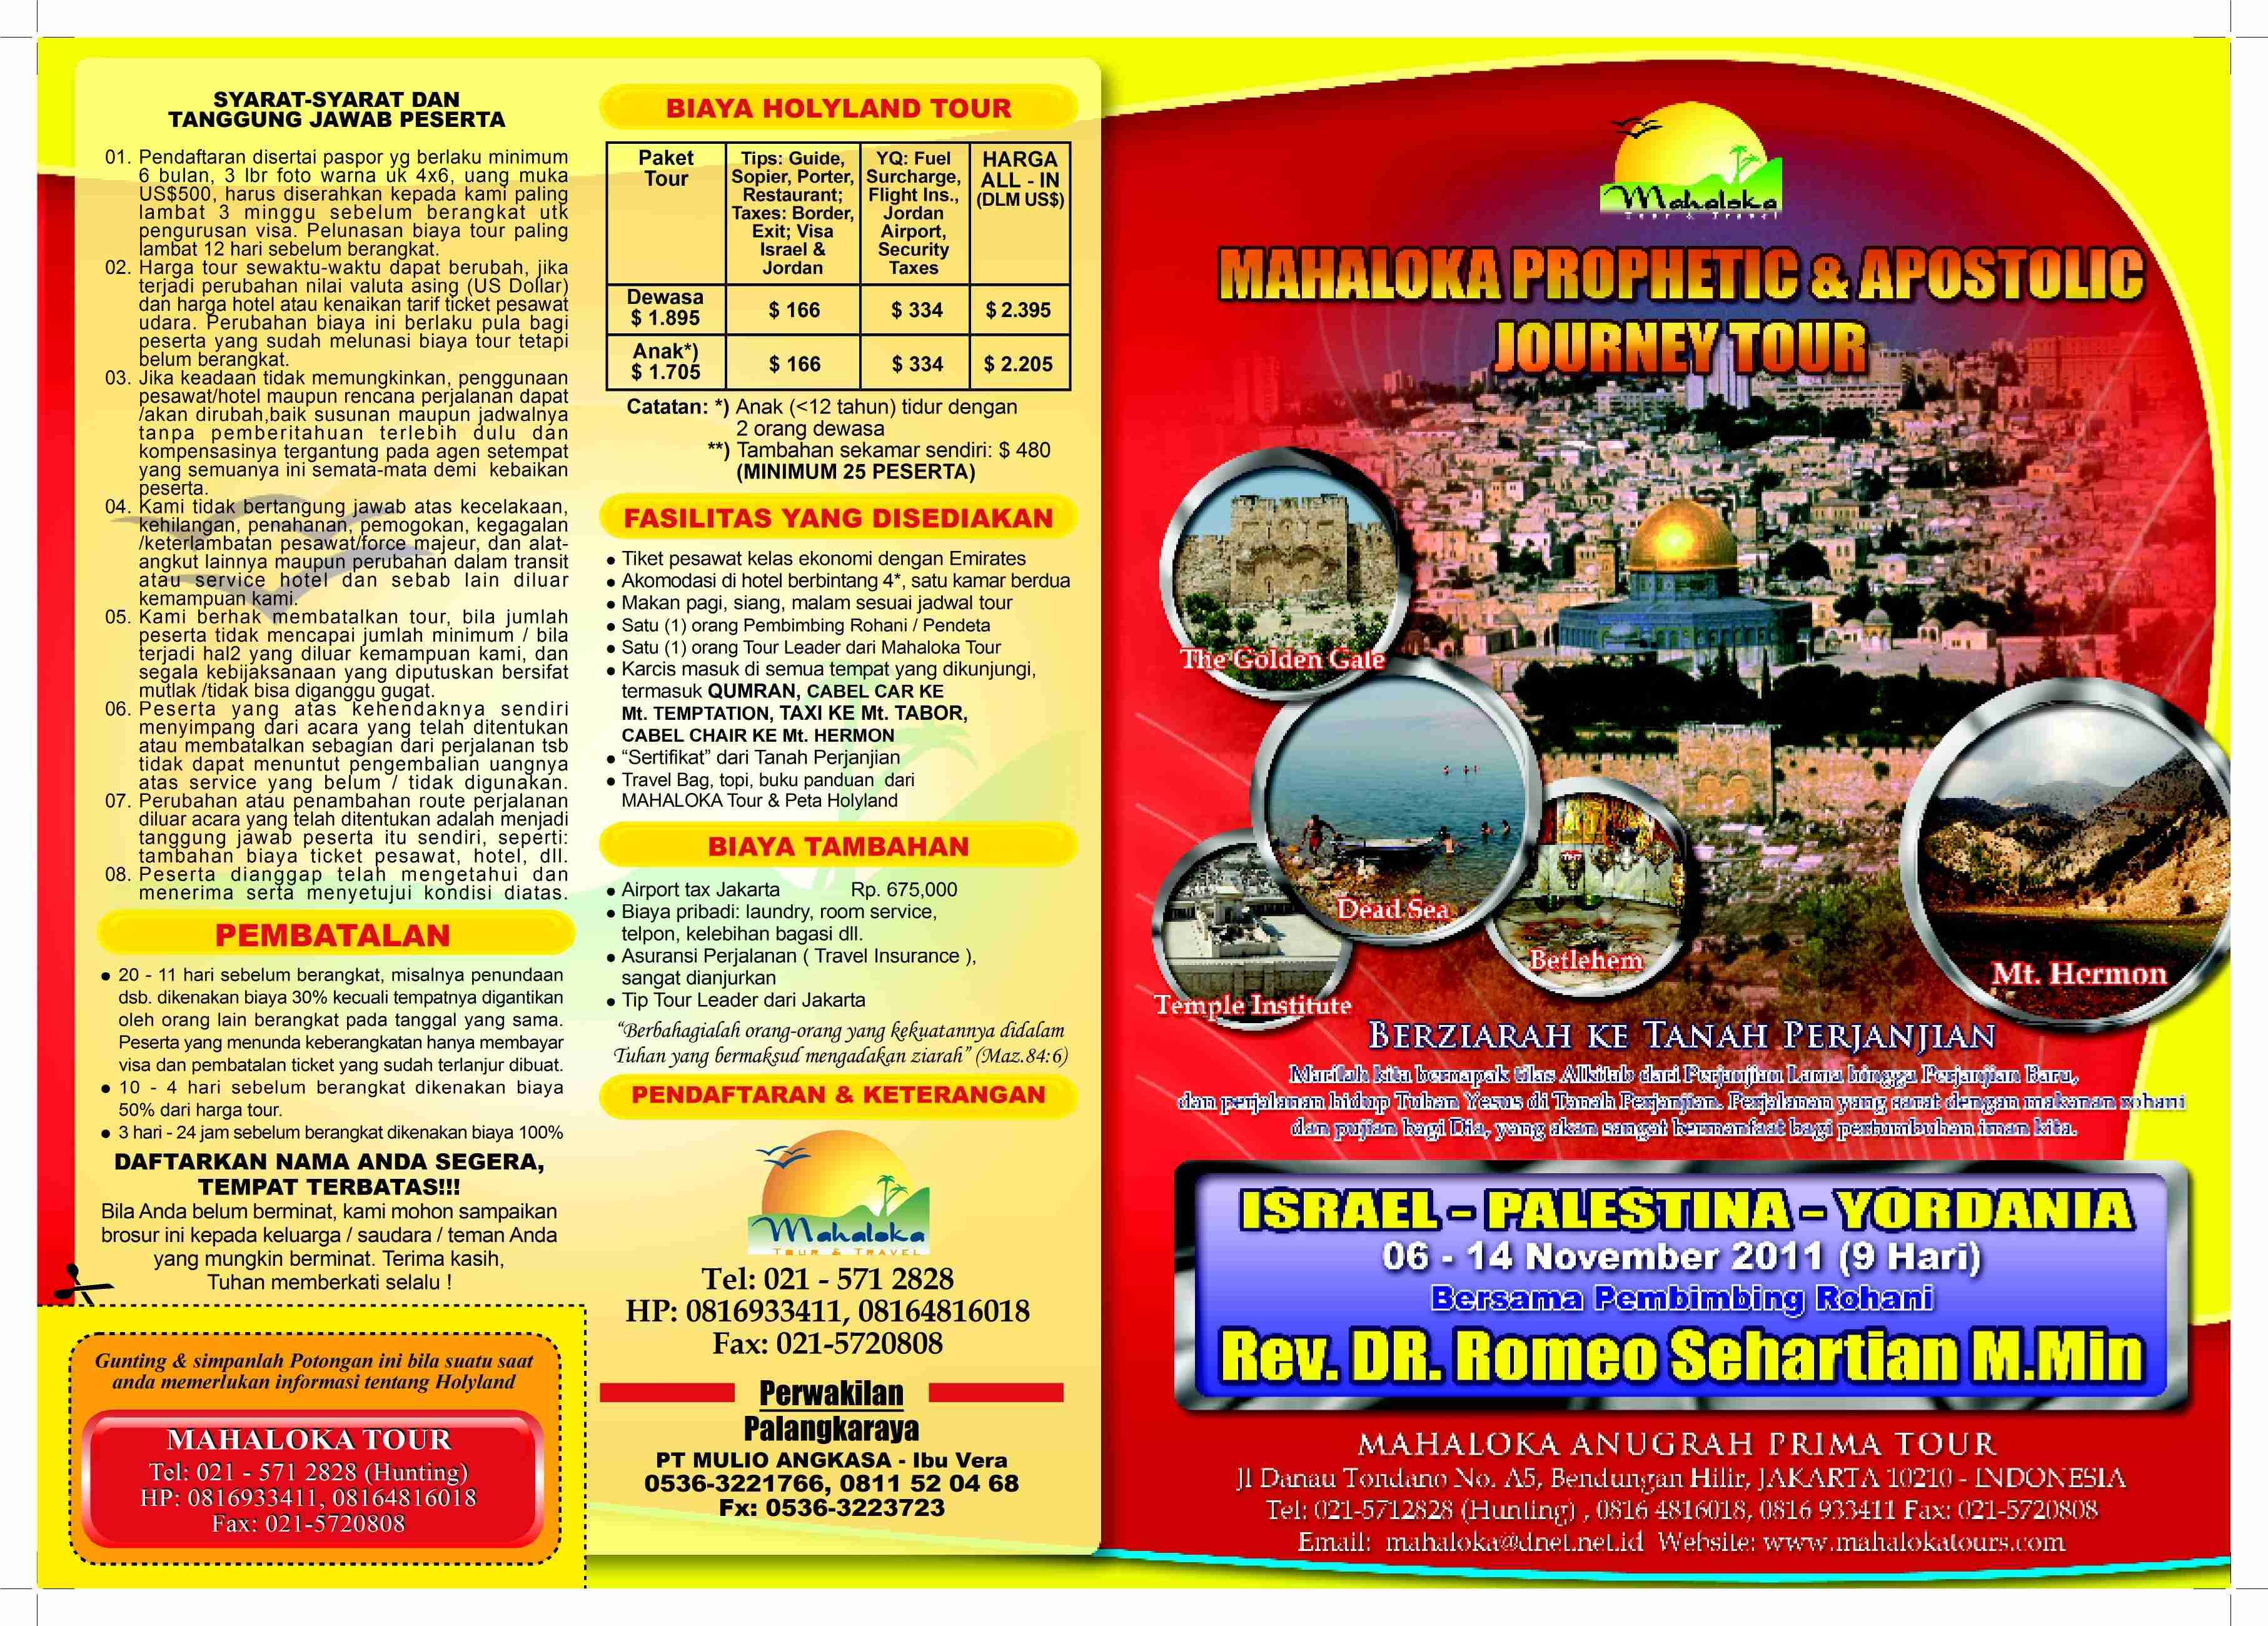 SYARAT-SYARAT DAN
TANGGUNG JAWAB PESERTA
01. Pendaftaran disertai paspor yg berlaku minimum
6 bulan, 3 lbr foto warna uk 4x6, uang muka
US$500, harus diserahkan kepada kami paling
lambat 3 minggu sebelum berangkat utk
pengurusan visa. Pelunasan biaya tour paling
lambat 12 hari sebelum berangkat.
02. Harga tour sewaktu-waktu dapat berubah, jika
terjadi perubahan nilai valuta asing (US Dollar)
dan harga hotel atau kenaikan tarif ticket pesawat
udara. Perubahan biaya ini berlaku pula bagi
peserta yang sudah melunasi biaya tour tetapi
belum berangkat.
03. Jika keadaan tidak memungkinkan, penggunaan
pesawat/hotel maupun rencana perjalanan dapat
/akan dirubah,baik susunan maupun jadwalnya
tanpa pemberitahuan terlebih dulu dan
kompensasinya tergantung pada agen setempat
yang semuanya ini semata-mata demi kebaikan
peserta.
04. Kami tidak bertangung jawab atas kecelakaan,
kehilangan, penahanan, pemogokan, kegagalan
/keterlambatan pesawat/force majeur, dan alat-
angkut lainnya maupun perubahan dalam transit
atau service hotel dan sebab lain diluar
kemampuan kami.
05. Kami berhak membatalkan tour, bila jumlah
peserta tidak mencapai jumlah minimum / bila
terjadi hal2 yang diluar kemampuan kami, dan
segala kebijaksanaan yang diputuskan bersifat
mutlak /tidak bisa diganggu gugat.
06. Peserta yang atas kehendaknya sendiri
menyimpang dari acara yang telah ditentukan
atau membatalkan sebagian dari perjalanan tsb
tidak dapat menuntut pengembalian uangnya
atas service yang belum / tidak digunakan.
07. Perubahan atau penambahan route perjalanan
diluar acara yang telah ditentukan adalah menjadi
tanggung jawab peserta itu sendiri, seperti:
tambahan biaya ticket pesawat, hotel, dll.
08. Peserta dianggap telah mengetahui dan
menerima serta menyetujui kondisi diatas.
PEMBATALAN
● 20 - 11 hari sebelum berangkat, misalnya penundaan
dsb. dikenakan biaya 30% kecuali tempatnya digantikan
oleh orang lain berangkat pada tanggal yang sama.
Peserta yang menunda keberangkatan hanya membayar
visa dan pembatalan ticket yang sudah terlanjur dibuat.
● 10 - 4 hari sebelum berangkat dikenakan biaya
50% dari harga tour.
● 3 hari - 24 jam sebelum berangkat dikenakan biaya 100%
DAFTARKAN NAMA ANDA SEGERA,
TEMPAT TERBATAS!!!
Bila Anda belum berminat, kami mohon sampaikan
brosur ini kepada keluarga / saudara / teman Anda
yang mungkin berminat. Terima kasih,
Tuhan memberkati selalu !
Gunting & simpanlah Potongan ini bila suatu saat
anda memerlukan informasi tentang Holyland
MAHALOKA TOUR
Tel: 021 - 571 2828 (Hunting)
HP: 0816933411, 08164816018
Fax: 021-5720808
BIAYA HOLYLAND TOUR
Paket Tour | Tips: Guide, Sopier, Porter, Restaurant; Taxes: Border, Exit; Visa Israel & Jordan | YQ: Fuel Surcharge, Flight Ins., Jordan Airport, Security Taxes | HARGA ALL - IN (DLM US$)
Dewasa $ 1.895 | $ 166 | $ 334 | $ 2.395
Anak*) $ 1.705 | $ 166 | $ 334 | $ 2.205
Catatan: *) Anak (<12 tahun) tidur dengan
2 orang dewasa
**) Tambahan sekamar sendiri: $ 480
(MINIMUM 25 PESERTA)
FASILITAS YANG DISEDIAKAN
● Tiket pesawat kelas ekonomi dengan Emirates
● Akomodasi di hotel berbintang 4*, satu kamar berdua
● Makan pagi, siang, malam sesuai jadwal tour
● Satu (1) orang Pembimbing Rohani / Pendeta
● Satu (1) orang Tour Leader dari Mahaloka Tour
● Karcis masuk di semua tempat yang dikunjungi,
termasuk QUMRAN, CABEL CAR KE
Mt. TEMPTATION, TAXI KE Mt. TABOR,
CABEL CHAIR KE Mt. HERMON
● “Sertifikat” dari Tanah Perjanjian
● Travel Bag, topi, buku panduan dari
MAHALOKA Tour & Peta Holyland
BIAYA TAMBAHAN
● Airport tax Jakarta Rp. 675,000
● Biaya pribadi: laundry, room service,
telpon, kelebihan bagasi dll.
● Asuransi Perjalanan ( Travel Insurance ),
sangat dianjurkan
● Tip Tour Leader dari Jakarta
“Berbahagialah orang-orang yang kekuatannya didalam
Tuhan yang bermaksud mengadakan ziarah” (Maz.84:6)
PENDAFTARAN & KETERANGAN
Mahaloka
TOUR & TRAVEL
Tel: 021 - 571 2828
HP: 0816933411, 08164816018
Fax: 021-5720808
Perwakilan
Palangkaraya
PT MULIO ANGKASA - Ibu Vera
0536-3221766, 0811 52 04 68
Fx: 0536-3223723
Mahaloka
Tour & Travel
MAHALOKA PROPHETIC & APOSTOLIC
JOURNEY TOUR
The Golden Gate
Dead Sea
Betlehem
Temple Institute
Mt. Hermon
BERZIARAH KE TANAH PERJANJIAN
Marilah kita bernapak tilas Alkitab dari Perjanjian Lama hingga Perjanjian Baru,
dan perjalanan hidup Tuhan Yesus di Tanah Perjanjian. Perjalanan yang sarat dengan makanan rohani
dan pujian bagi Dia, yang akan sangat bermanfaat bagi pertumbuhan iman kita.
ISRAEL - PALESTINA - YORDANIA
06 - 14 November 2011 (9 Hari)
Bersama Pembimbing Rohani
Rev. DR. Romeo Sehartian M.Min
MAHALOKA ANUGRAH PRIMA TOUR
Jl Danau Tondano No. A5, Bendungan Hilir, JAKARTA 10210 - INDONESIA
Tel: 021-5712828 (Hunting) , 0816 4816018, 0816 933411 Fax: 021-5720808
Email: mahaloka@dnet.net.id Website: www.mahalokatours.com